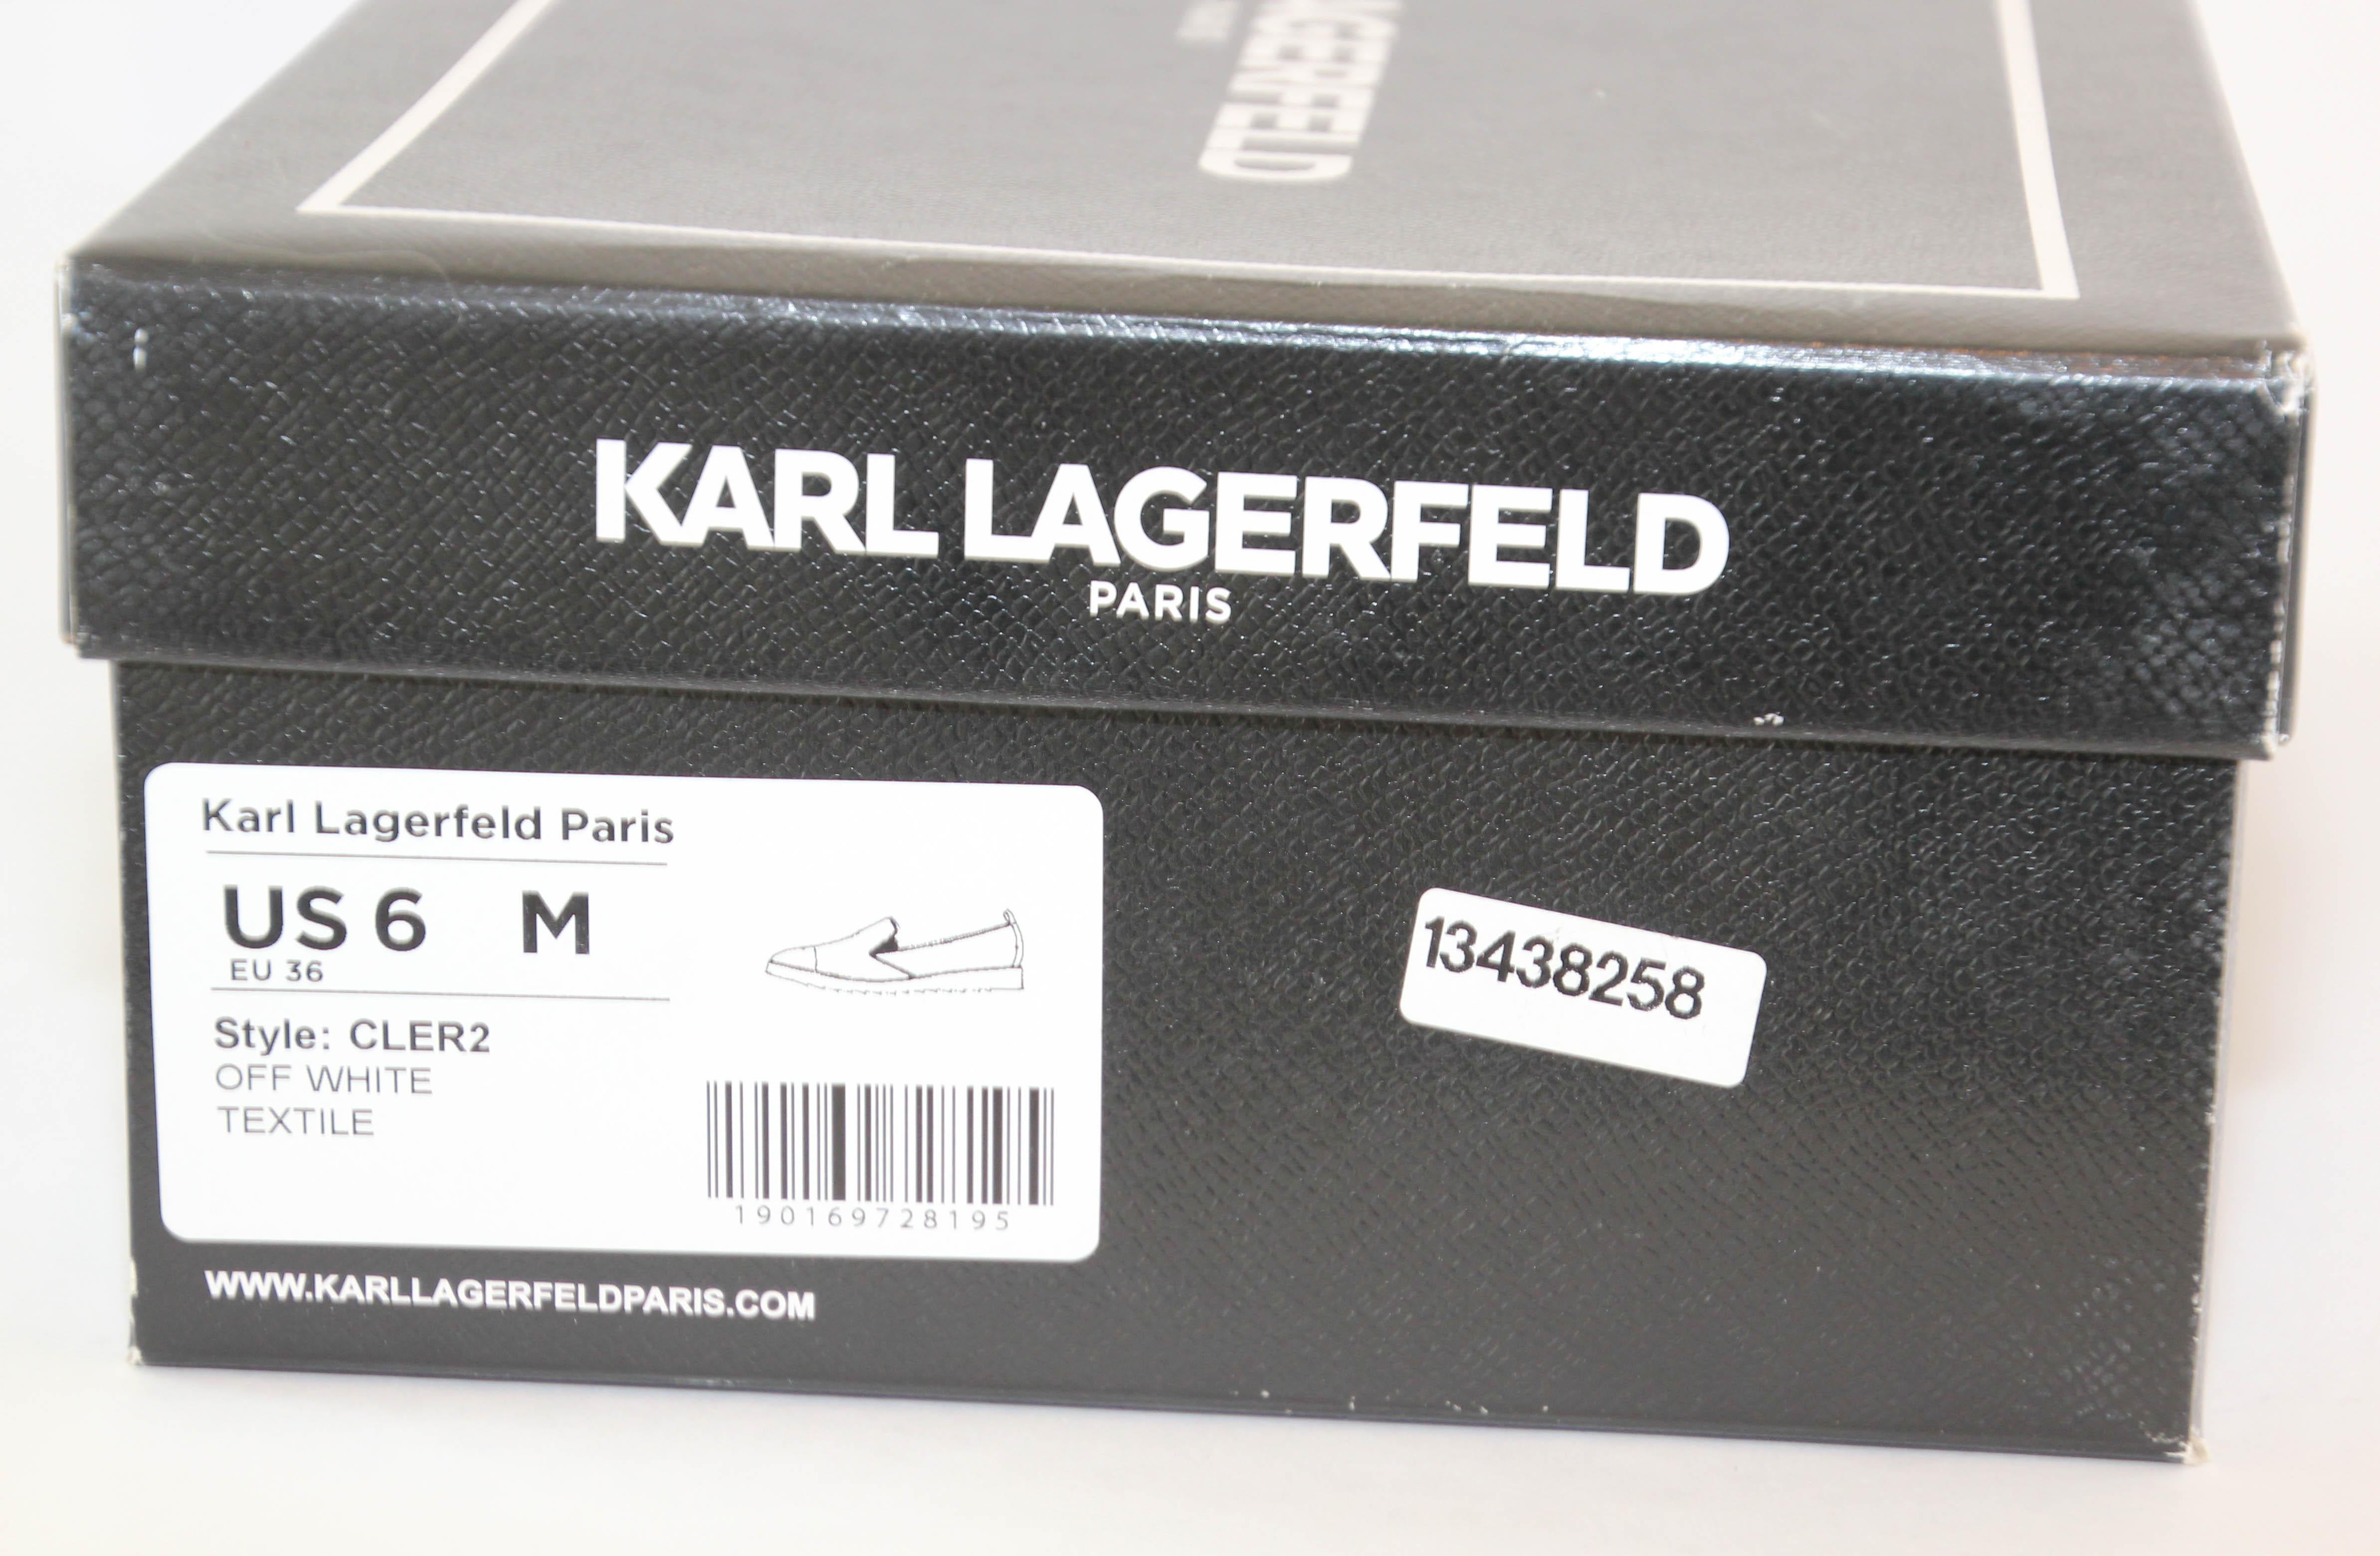 LAGERFELD
KARL LAGERFELD
PARIS
Karl Lagerfeld Paris
US 6 M
EU 36
Style: CLER2
OFF WHITE
TEXTILE
190169728195
13438258
WWW.KARLLAGERFELDPARIS.COM